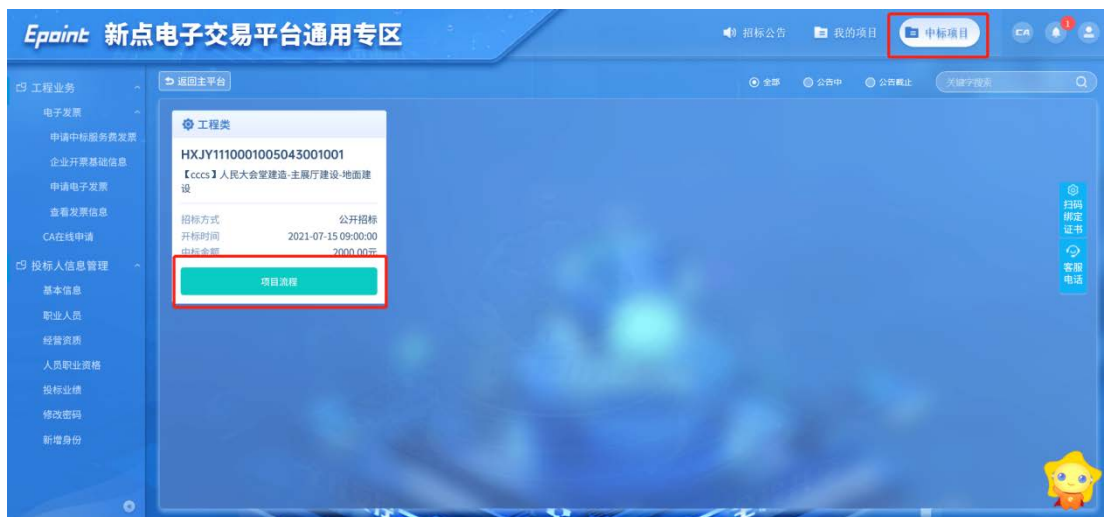 Epoint 新点电子交易平台通用专区
招标公告
我的项目
中标项目
CA
1
工程业务
电子发票
申请中标服务费发票
企业开票基础信息
申请电子发票
查看发票信息
CA在线申请
投标人信息管理
基本信息
职业人员
经营资质
人员职业资格
投标业绩
修改密码
新增身份
返回主平台
全部
公告中
公告截止
关键字搜索
工程类
HXJY1110001005043001001
【cccs】人民大会堂建造-主展厅建设-地面建
设
招标方式 公开招标
开标时间 2021-07-15 09:00:00
中标金额 2000.00元
项目流程
扫码
绑定
证书
客服
电话